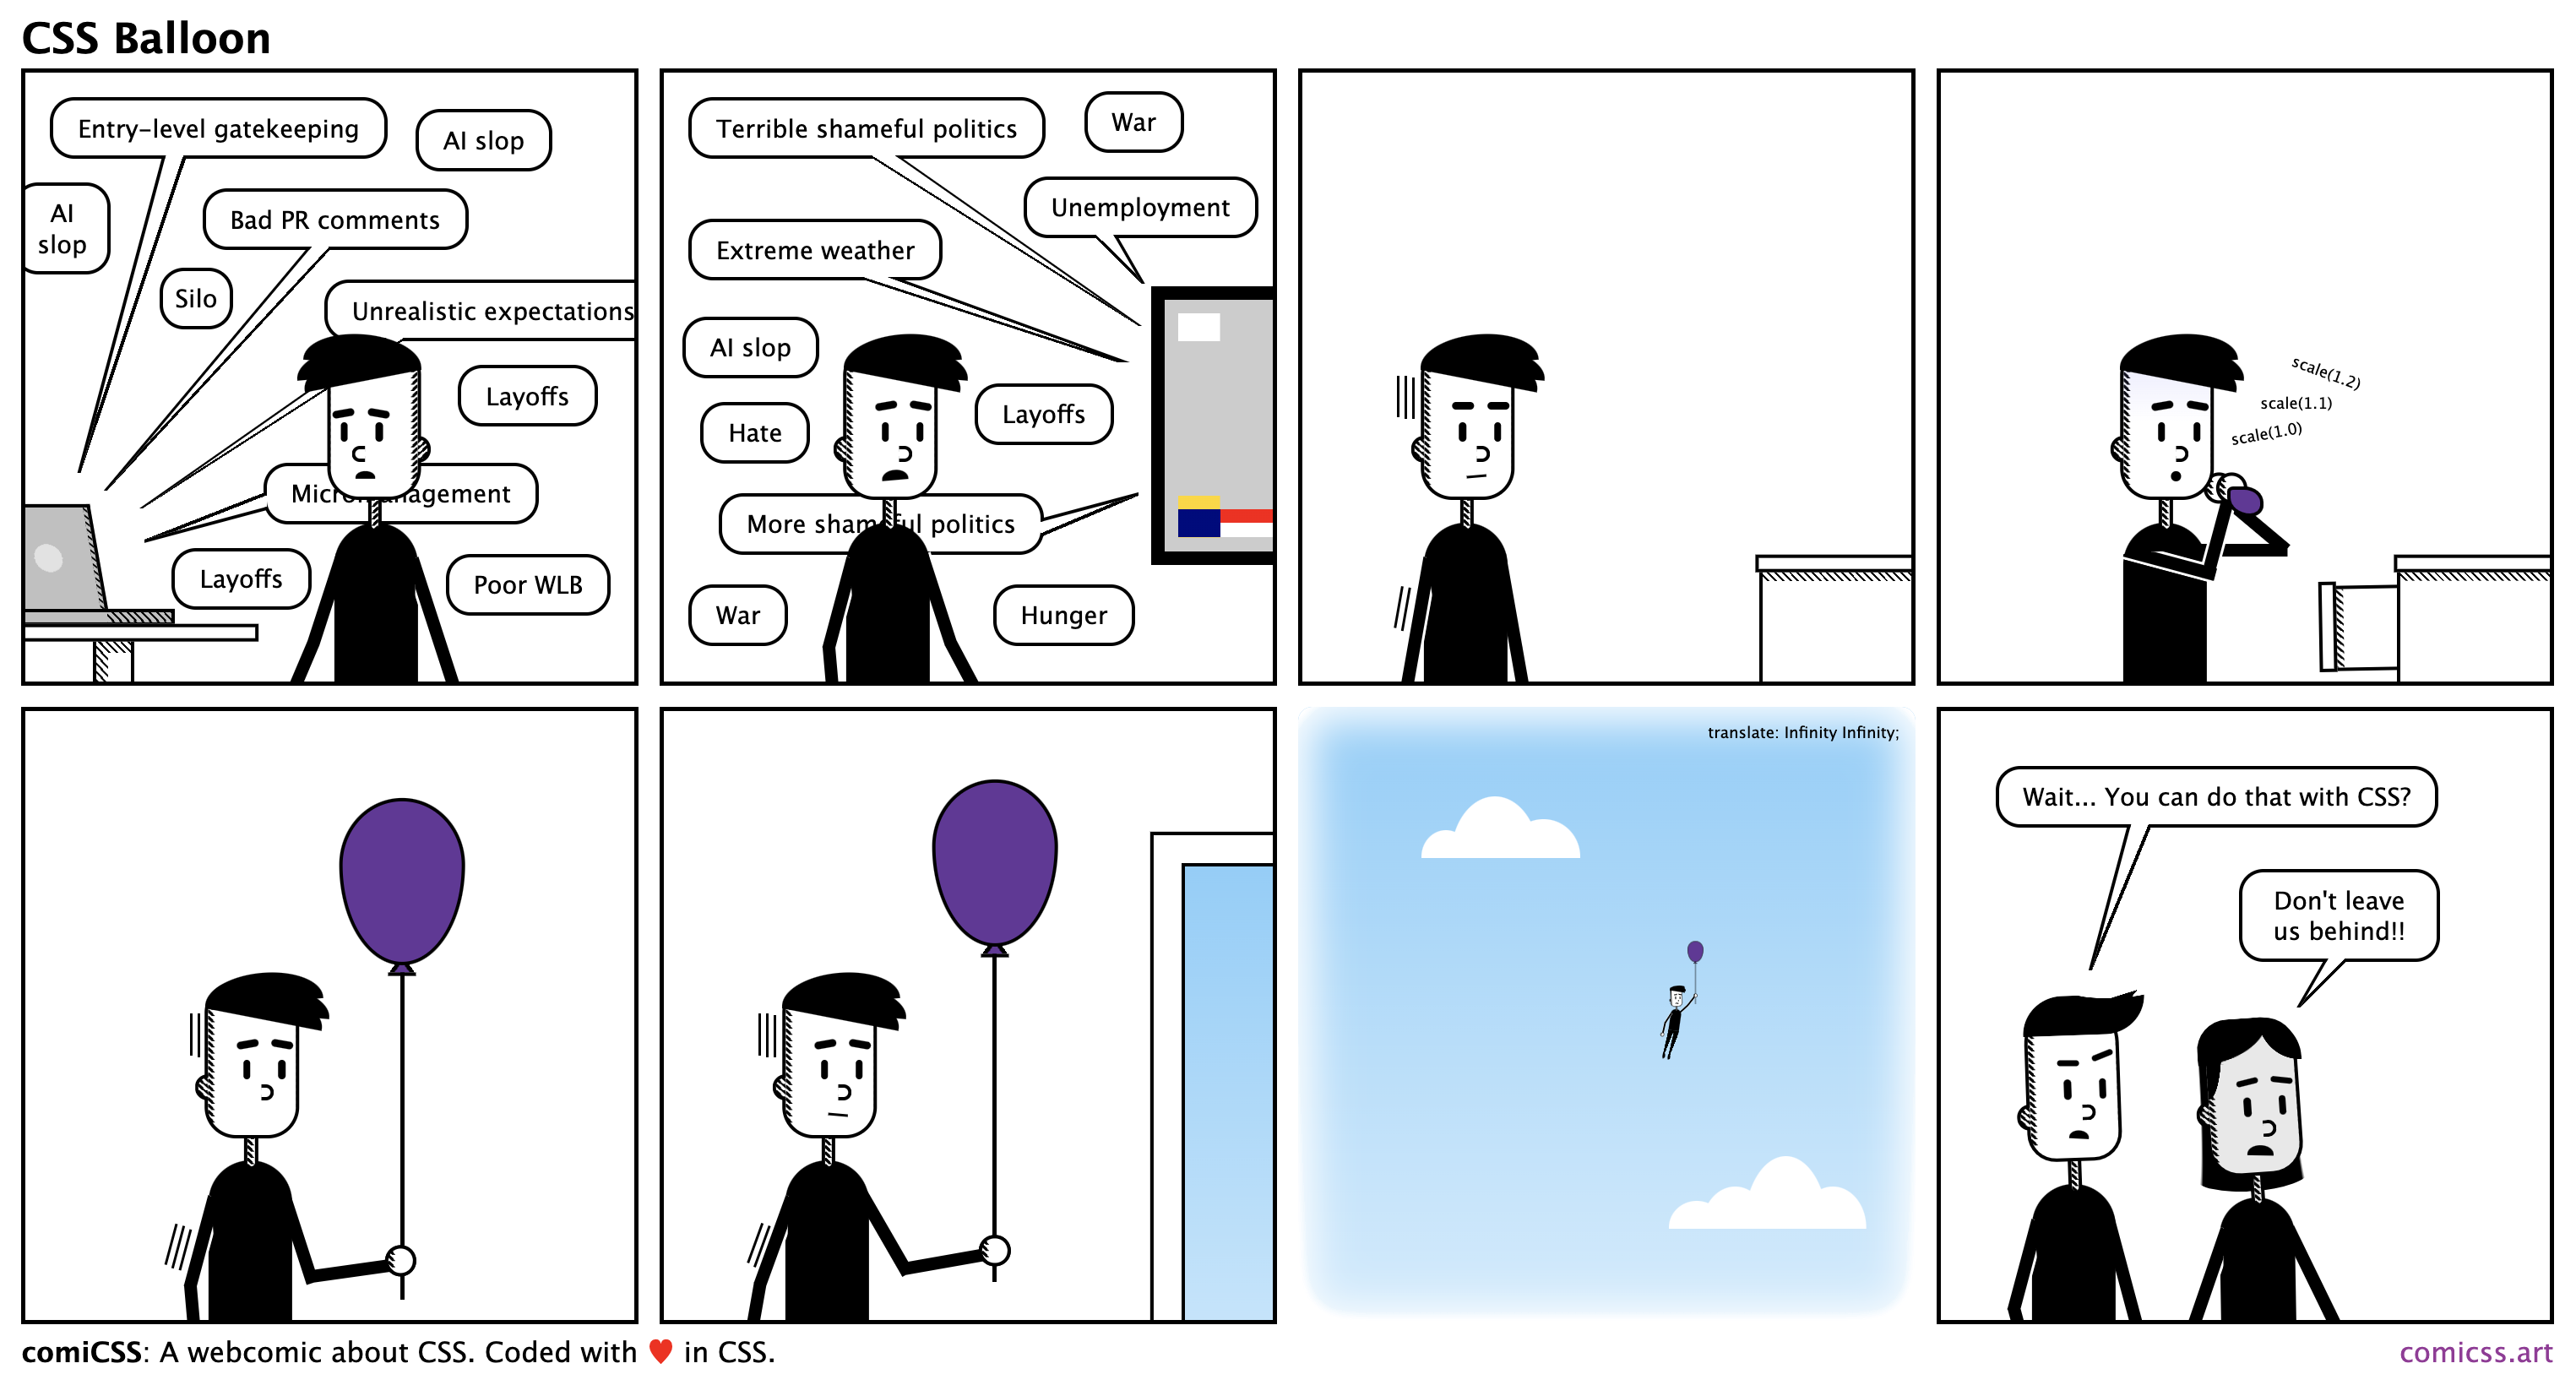 CSS Balloon
Entry-level gatekeeping
AI slop
AI
slop
Bad PR comments
Silo
Unrealistic expectations
Layoffs
Micromanagement
Layoffs
Poor WLB
Terrible shameful politics
War
Unemployment
Extreme weather
AI slop
Layoffs
Hate
More shameful politics
War
Hunger
scale(1.2)
scale(1.1)
scale(1.0)
translate: Infinity Infinity;
Wait... You can do that with CSS?
Don't leave
us behind!!
comiCSS: A webcomic about CSS. Coded with ❤ in CSS.
comicss.art